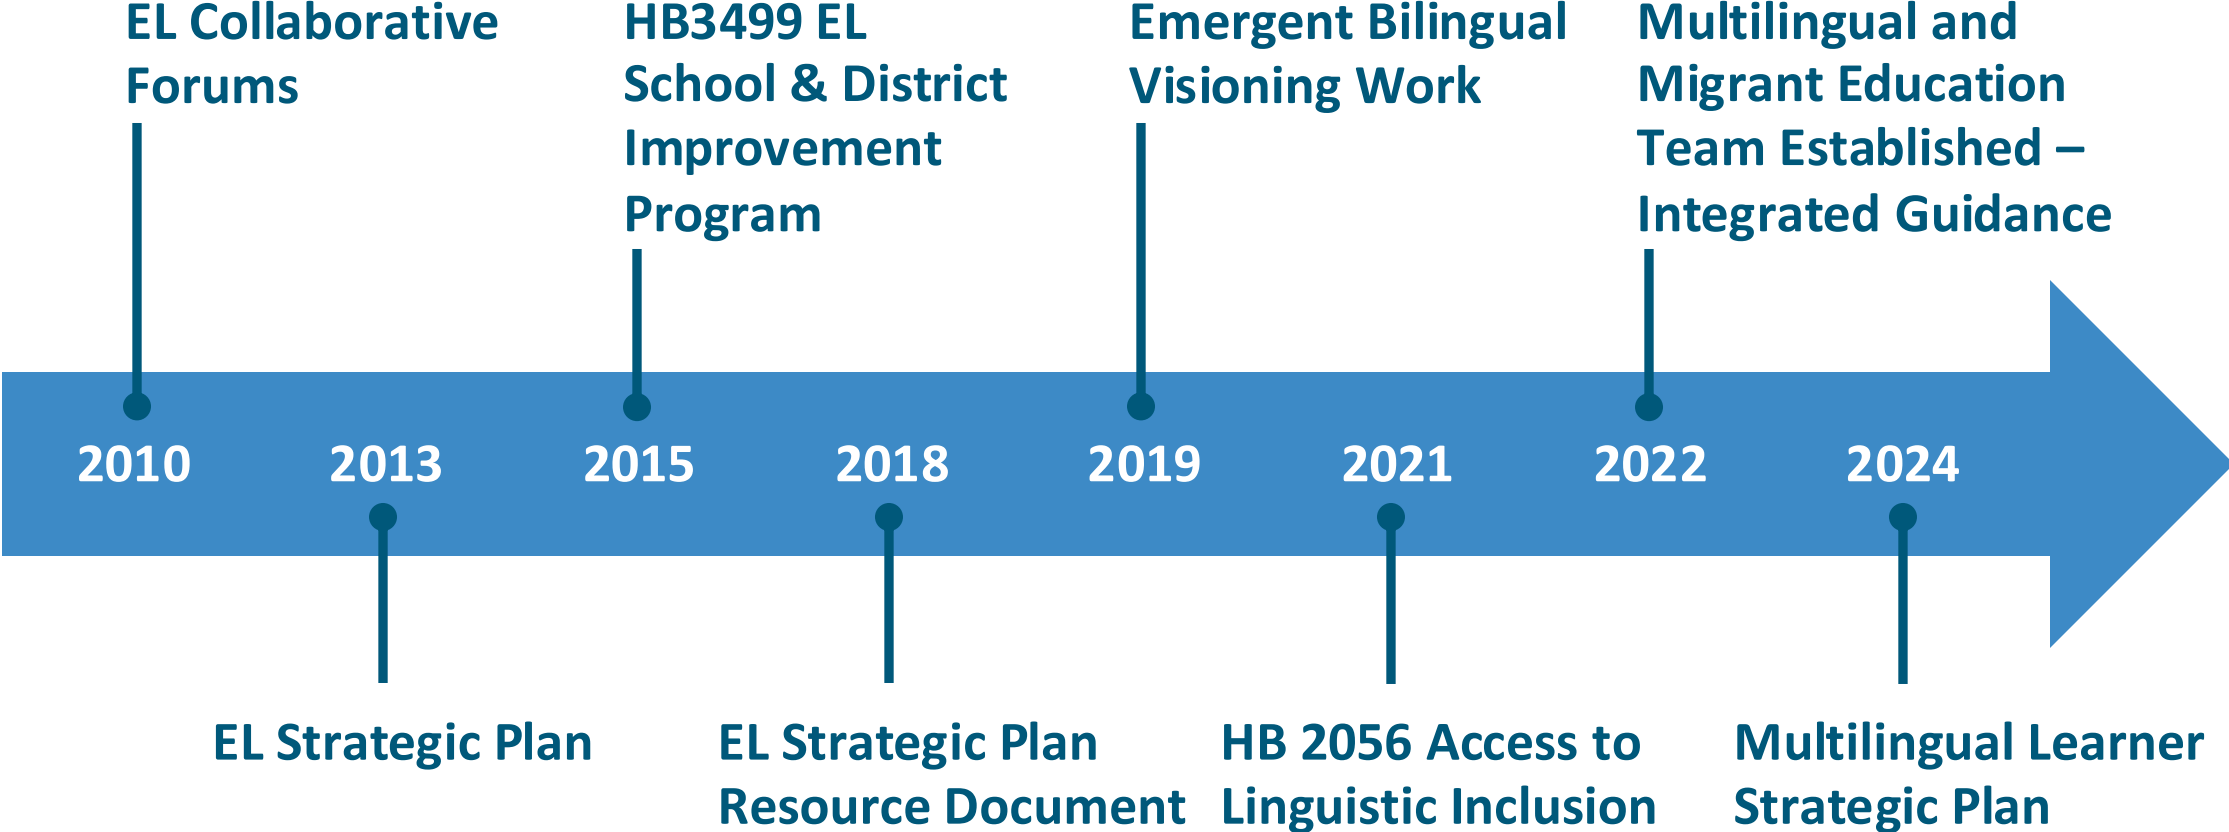 EL Collaborative
Forums
HB3499 EL
School & District
Improvement
Program
Emergent Bilingual
Visioning Work
Multilingual and
Migrant Education
Team Established –
Integrated Guidance
2010 2013 2015 2018 2019 2021 2022 2024
EL Strategic Plan
EL Strategic Plan
Resource Document
HB 2056 Access to
Linguistic Inclusion
Multilingual Learner
Strategic Plan